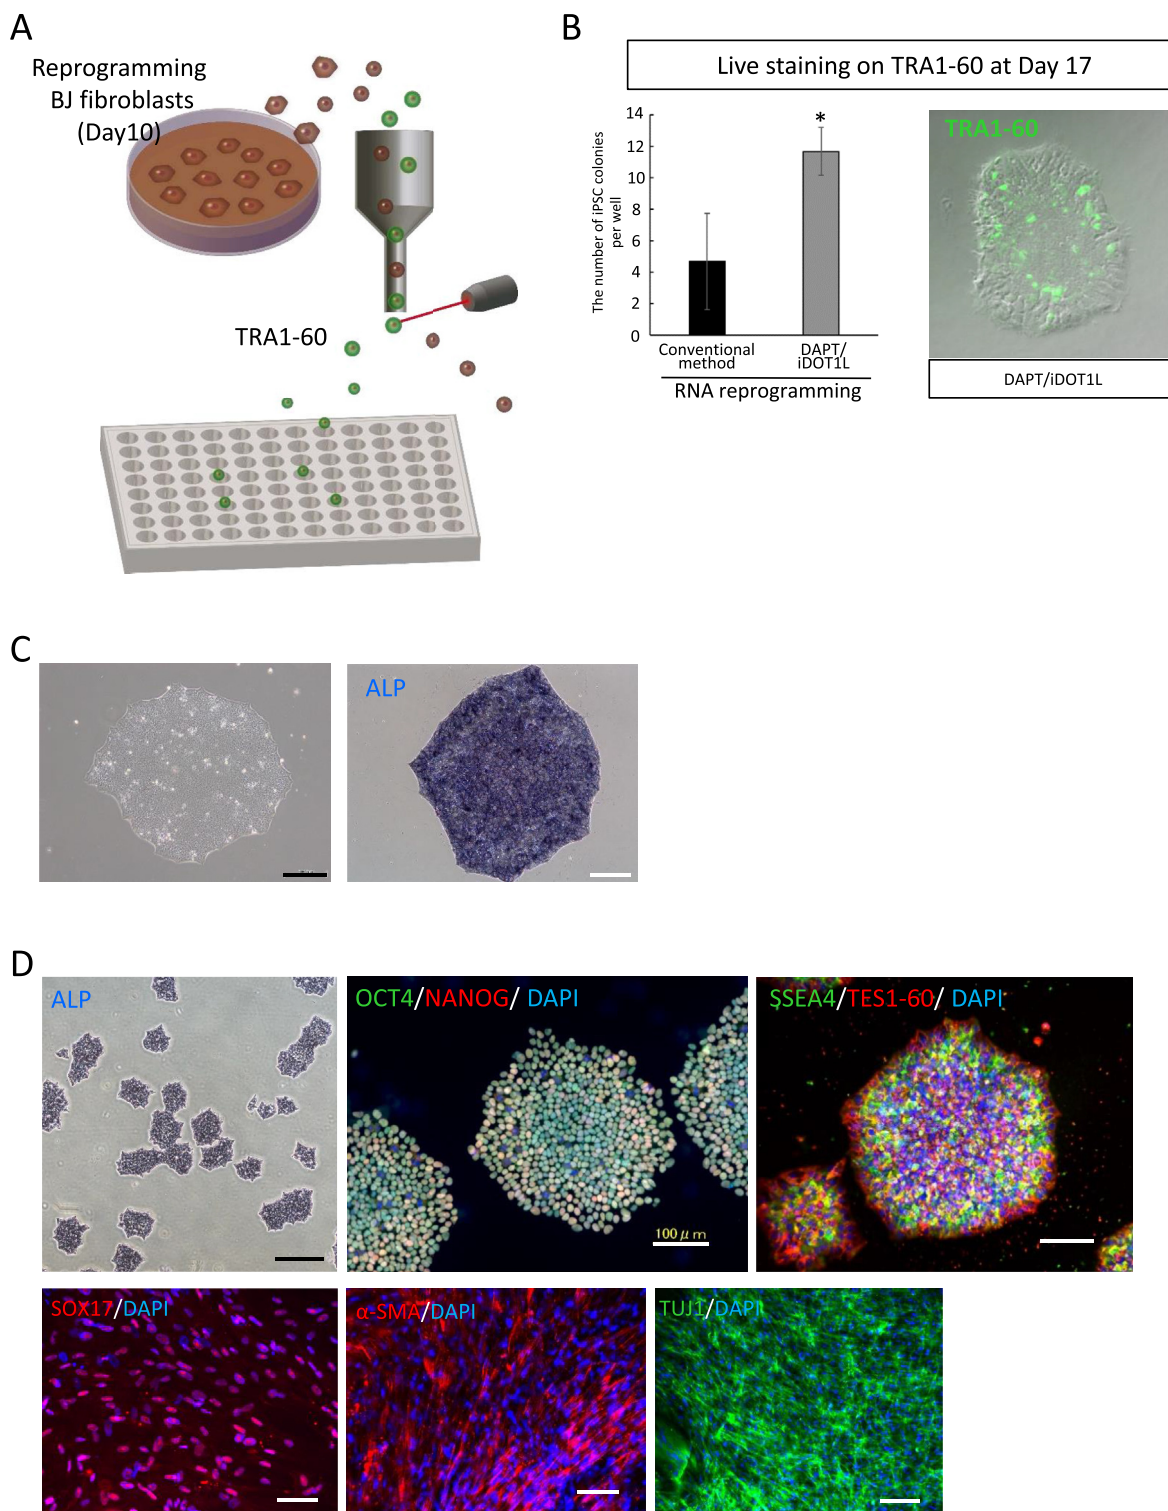 A
Reprogramming
BJ fibroblasts
(Day10)
TRA1-60
B
Live staining on TRA1-60 at Day 17
The number of iPSC colonies
per well
14
12
10
8
6
4
2
0
*
Conventional
method
DAPT/
iDOT1L
RNA reprogramming
TRA1-60
DAPT/iDOT1L
C
ALP
D
ALP
OCT4/NANOG/ DAPI
100 μm
SSEA4/TES1-60/ DAPI
SOX17/DAPI
α-SMA/DAPI
TUJ1/DAPI